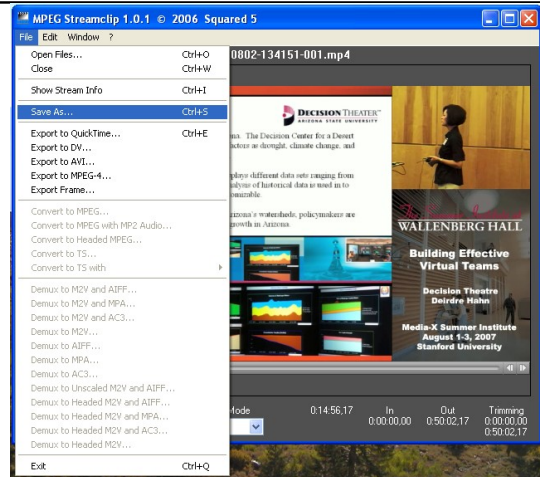 MPEG Streamclip 1.0.1 © 2006 Squared 5
File Edit Window ?
0802-134151-001.mp4
Open Files... Ctrl+O
Close Ctrl+W
Show Stream Info Ctrl+I
Save As... Ctrl+S
Export to QuickTime... Ctrl+E
Export to DV...
Export to AVI...
Export to MPEG-4...
Export Frame...
Convert to MPEG...
Convert to MPEG with MP2 Audio...
Convert to Headed MPEG...
Convert to TS...
Convert to TS with
Demux to M2V and AIFF...
Demux to M2V and MPA...
Demux to M2V and AC3...
Demux to M2V...
Demux to AIFF...
Demux to MPA...
Demux to AC3...
Demux to Unscaled M2V and AIFF...
Demux to Headed M2V and AIFF...
Demux to Headed M2V and MPA...
Demux to Headed M2V and AC3...
Demux to Headed M2V...
Exit Ctrl+Q
DECISION THEATER
ARIZONA STATE UNIVERSITY
The Decision Center for a Desert
as drought, climate change, and
different data sets ranging from
of historical data is used in to
watersheds, policymakers are
growth in Arizona
WALLENBERG HALL
Building Effective
Virtual Teams
Decision Theatre
Deirdre Hahn
Media-X Summer Institute
August 1-3, 2007
Stanford University
Mode 0:14:56,17 In Out Trimming
0:00:00,00 0:50:02,17 0:00:00,00
0:50:02,17